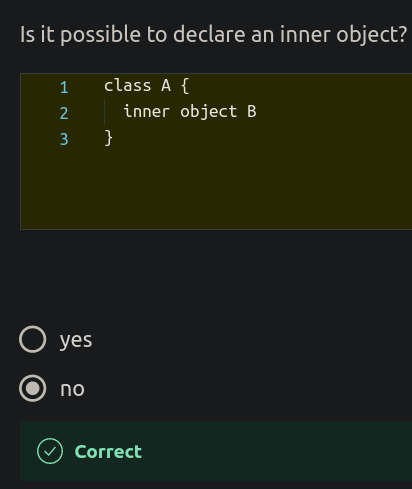 Is it possible to declare an inner object?
1 class A {
2 inner object B
3 }
yes
no
Correct